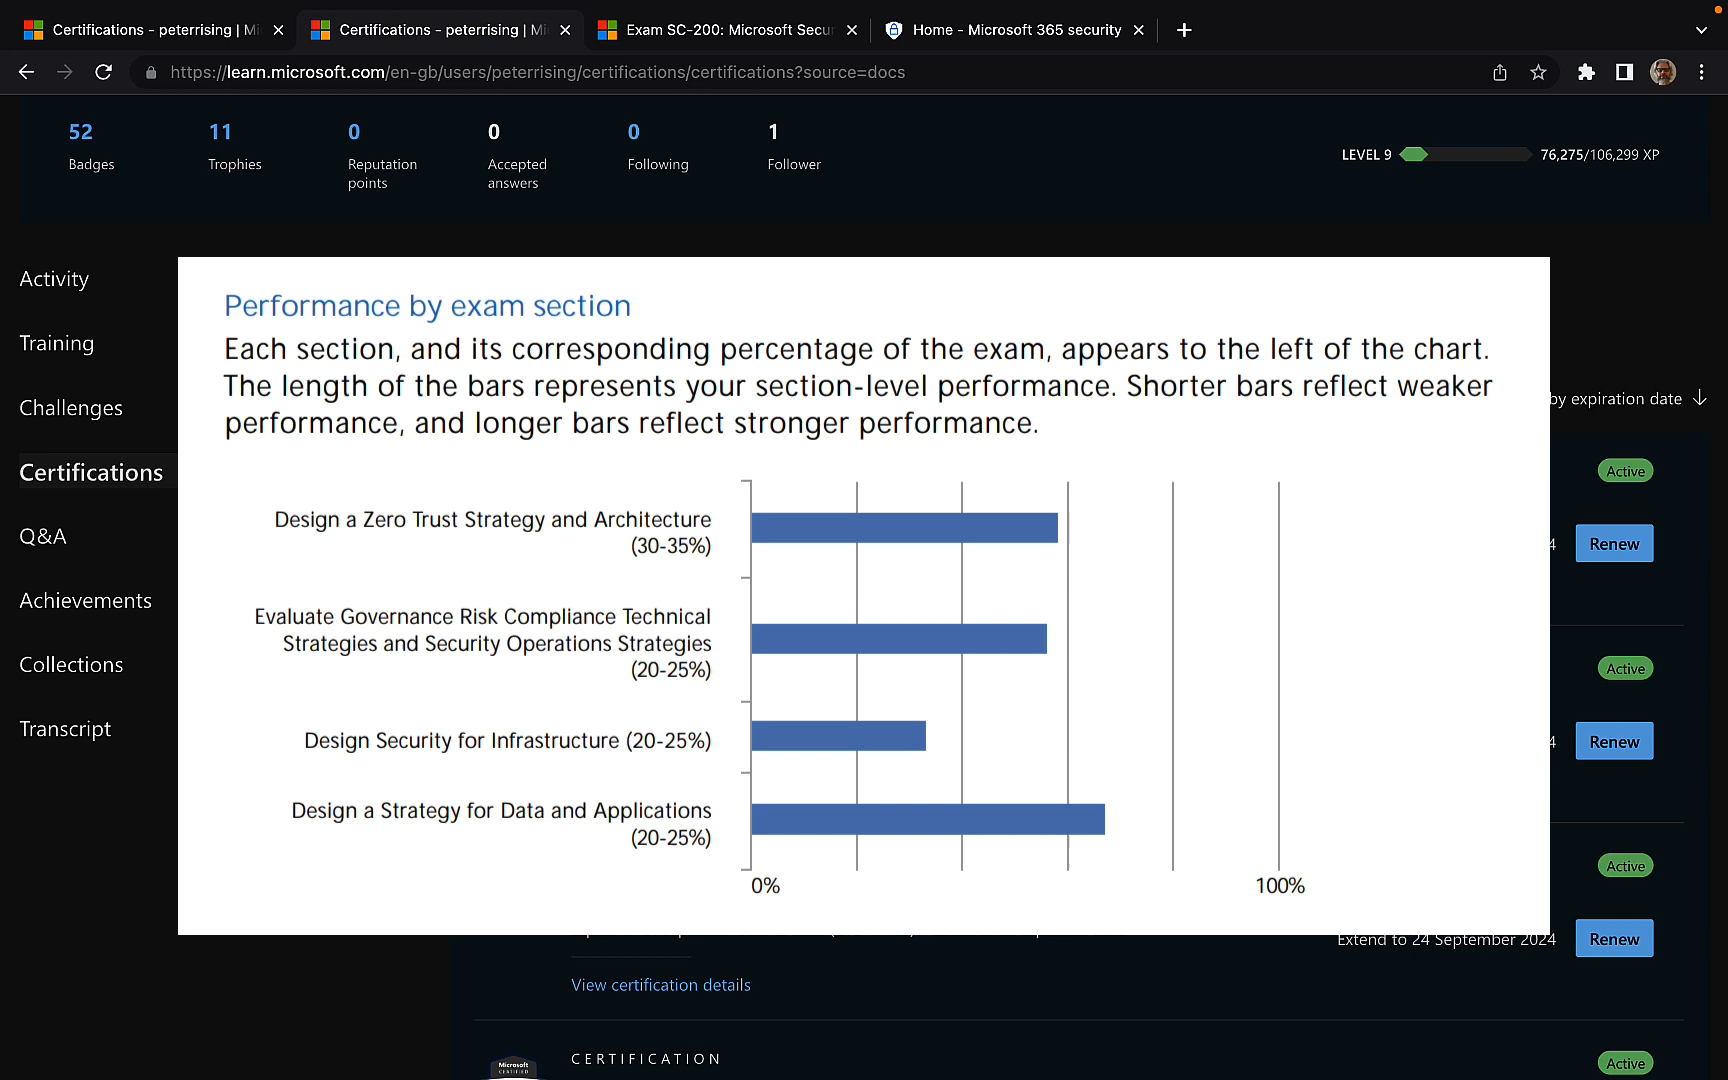 Certifications - peterrising | Mi
Certifications - peterrising | Mi
Exam SC-200: Microsoft Secur
Home - Microsoft 365 security
https://learn.microsoft.com/en-gb/users/peterrising/certifications/certifications?source=docs
52
11
0
0
0
1
Badges
Trophies
Reputation
points
Accepted
answers
Following
Follower
LEVEL 9
76,275/106,299 XP
Activity
Training
Challenges
Certifications
Q&A
Achievements
Collections
Transcript
Performance by exam section
Each section, and its corresponding percentage of the exam, appears to the left of the chart.
The length of the bars represents your section-level performance. Shorter bars reflect weaker
performance, and longer bars reflect stronger performance.
Design a Zero Trust Strategy and Architecture
(30-35%)
Evaluate Governance Risk Compliance Technical
Strategies and Security Operations Strategies
(20-25%)
Design Security for Infrastructure (20-25%)
Design a Strategy for Data and Applications
(20-25%)
0%
100%
by expiration date
Active
4
Renew
Active
4
Renew
Active
Extend to 24 September 2024
Renew
View certification details
Microsoft
CERTIFIED
CERTIFICATION
Active